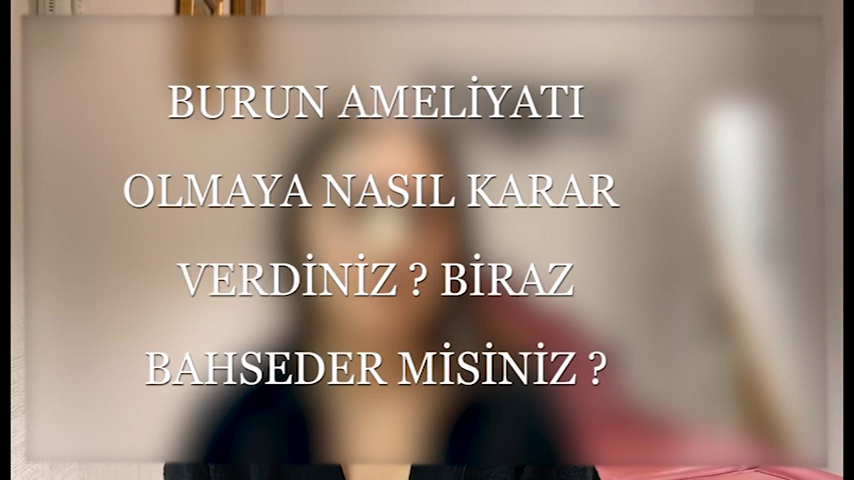 BURUN AMELİYATI
OLMAYA NASIL KARAR
VERDİNİZ ? BİRAZ
BAHSEDER MİSİNİZ ?